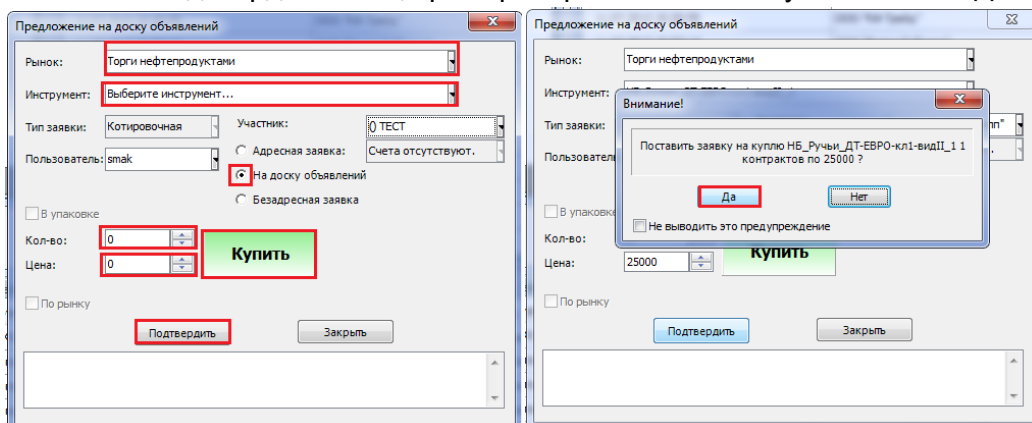 Предложение на доску объявлений
Рынок: Торги нефтепродуктами
Инструмент: Выберите инструмент...
Тип заявки: Котировочная Участник: () ТЕСТ
Адресная заявка: Счета отсутствуют.
Пользователь: smak
На доску объявлений
Безадресная заявка
В упаковке
Кол-во: 0
Купить
Цена: 0
По рынку
Подтвердить Закрыть
Предложение на доску объявлений
Рынок: Торги нефтепродуктами
Инструмент:
Внимание!
Тип заявки:
Поставить заявку на куплю НБ_Ручьи_ДТ-ЕВРО-кл1-видII_1 1
контрактов по 25000 ?
Да Нет
Не выводить это предупреждение
В упаковке
Кол-во:
Купить
Цена: 25000
По рынку
Подтвердить Закрыть